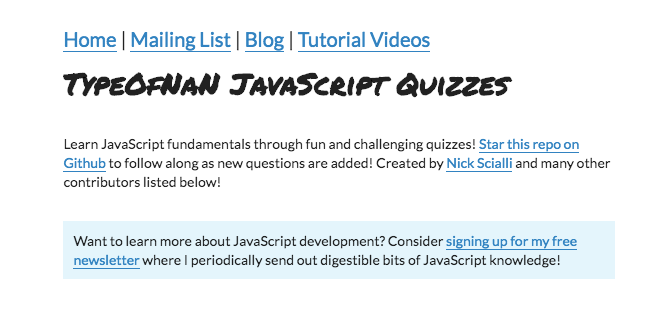 Home | Mailing List | Blog | Tutorial Videos
TypeOfNaN JavaScript Quizzes
Learn JavaScript fundamentals through fun and challenging quizzes! Star this repo on
Github to follow along as new questions are added! Created by Nick Scialli and many other
contributors listed below!
Want to learn more about JavaScript development? Consider signing up for my free
newsletter where I periodically send out digestible bits of JavaScript knowledge!